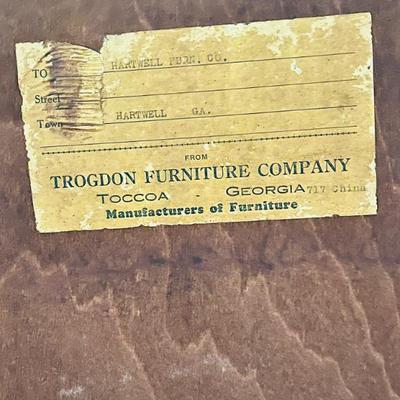 TO HARTWELL FURN. CO.
Street
Town HARTWELL GA.
FROM
TROGDON FURNITURE COMPANY
TOCCOA - GEORGIA 717 China
Manufacturers of Furniture